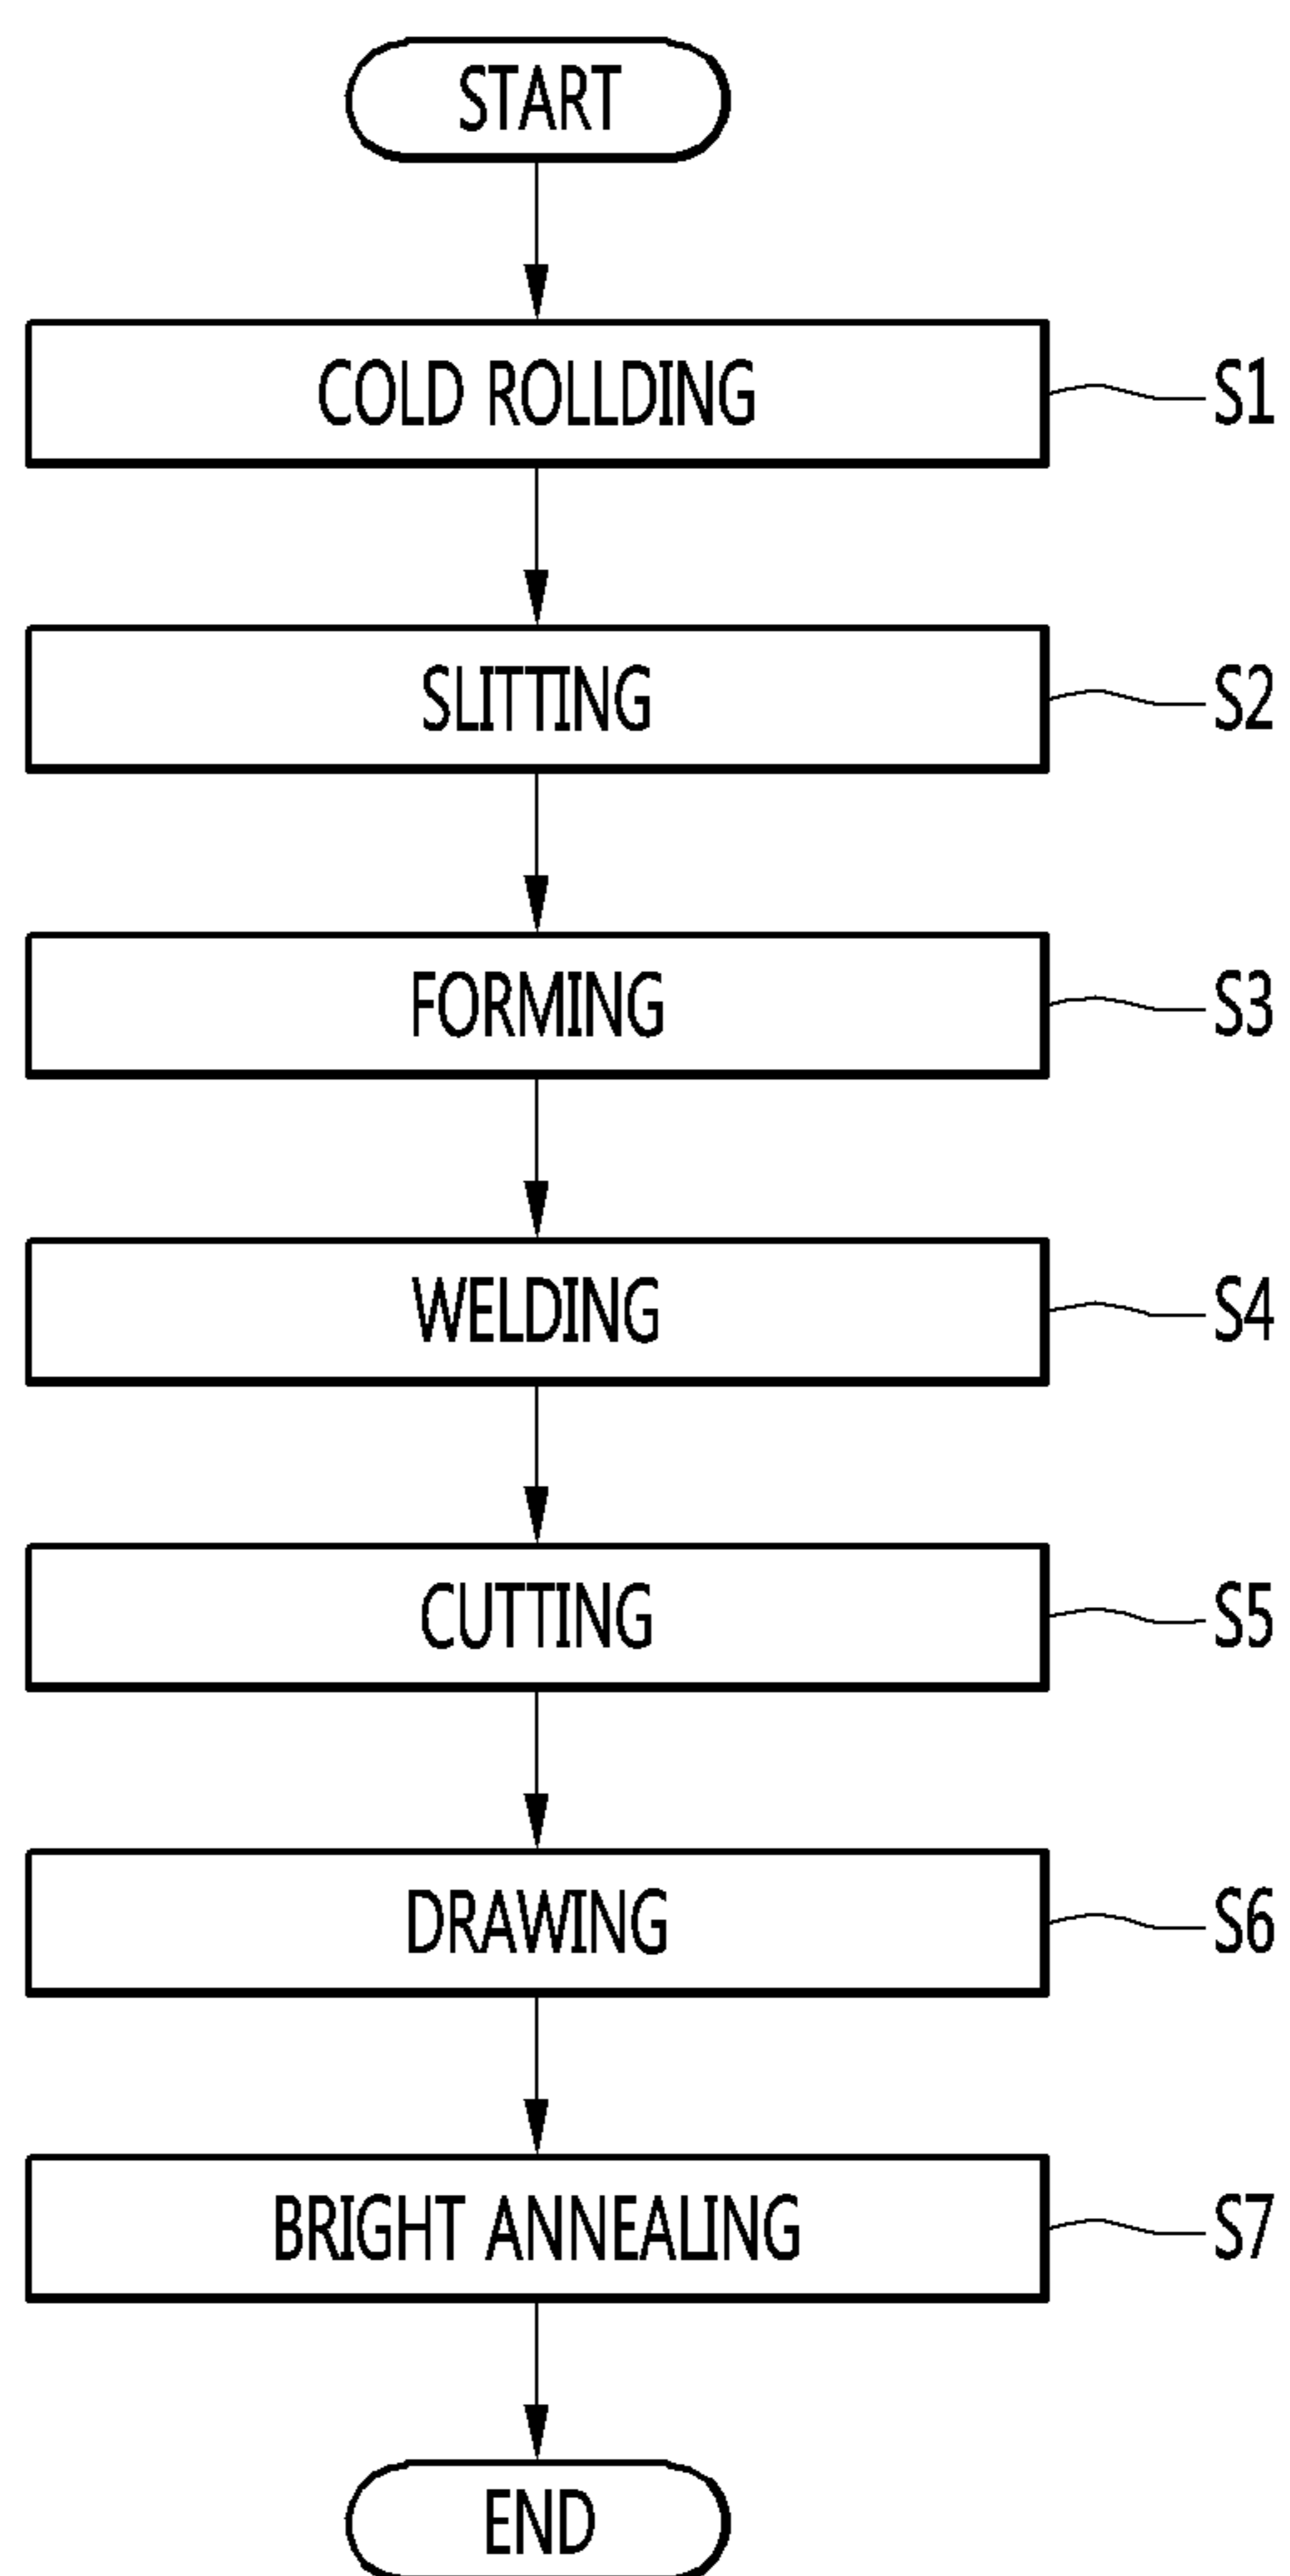 START
COLD ROLLDING S1
SLITTING S2
FORMING S3
WELDING S4
CUTTING S5
DRAWING S6
BRIGHT ANNEALING S7
END